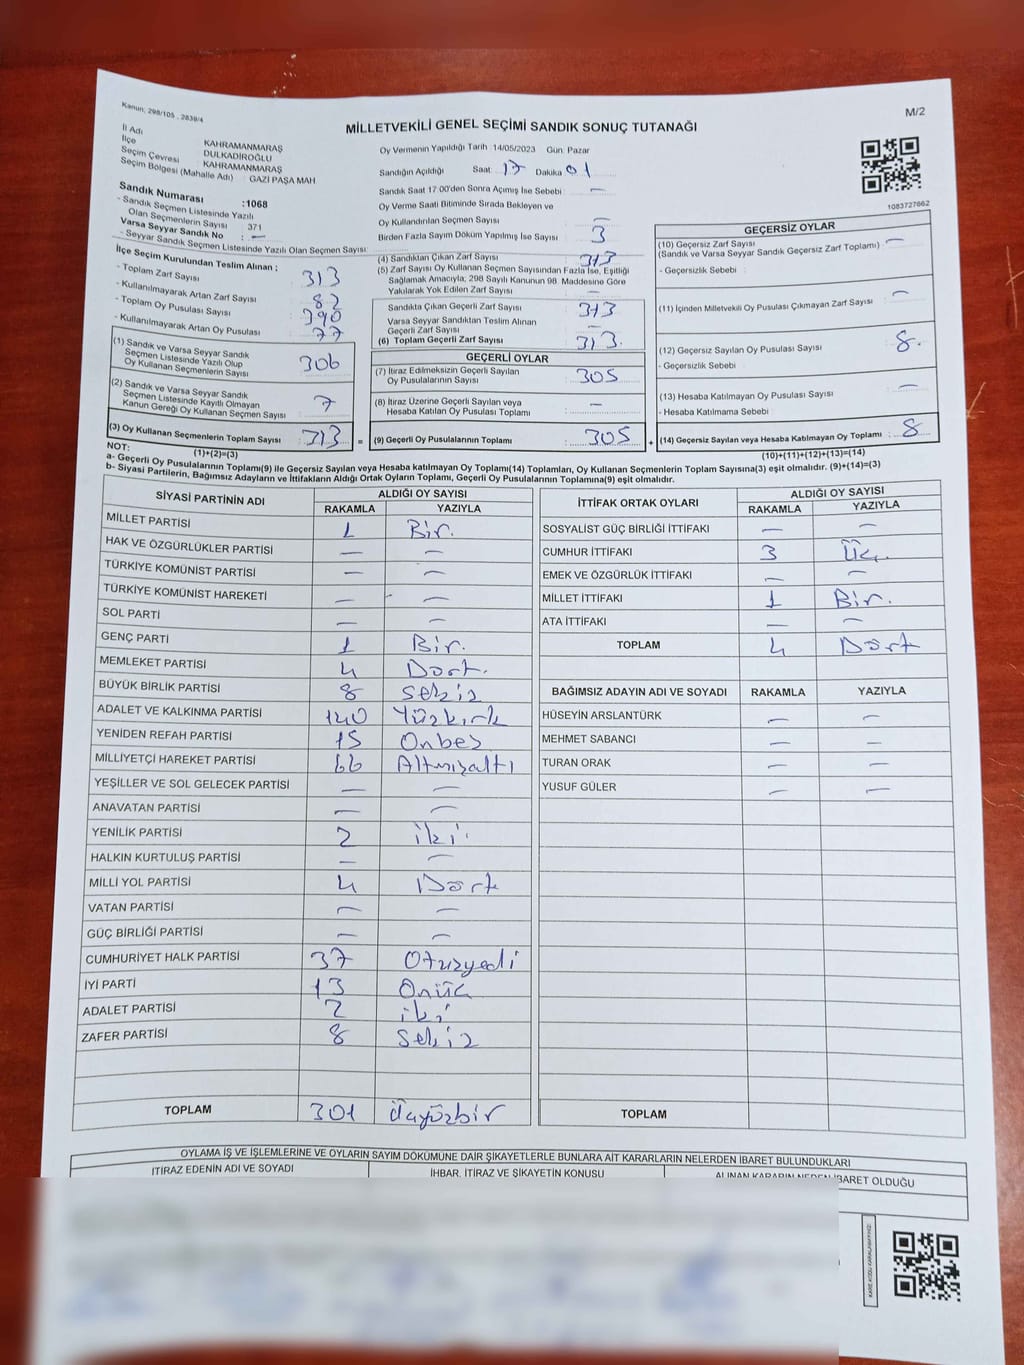 Kanun: 298/105 , 2839/4
M/2
MİLLETVEKİLİ GENEL SEÇİMİ SANDIK SONUÇ TUTANAĞI
İl Adı KAHRAMANMARAŞ
İlçe DULKADİROĞLU
Seçim Çevresi KAHRAMANMARAŞ
Seçim Bölgesi (Mahalle Adı) : GAZİ PAŞA MAH
Sandık Numarası :1068
- Sandık Seçmen Listesinde Yazılı
Olan Seçmenlerin Sayısı 371
Varsa Seyyar Sandık No : —
- Seyyar Sandık Seçmen Listesinde Yazılı Olan Seçmen Sayısı:
İlçe Seçim Kurulundan Teslim Alınan :
- Toplam Zarf Sayısı 313
- Kullanılmayarak Artan Zarf Sayısı 82
- Toplam Oy Pusulası Sayısı 390
- Kullanılmayarak Artan Oy Pusulası 77
(1) Sandık ve Varsa Seyyar Sandık
Seçmen Listesinde Yazılı Olup
Oy Kullanan Seçmenlerin Sayısı 306
(2) Sandık ve Varsa Seyyar Sandık
Seçmen Listesinde Kayıtlı Olmayan
Kanun Gereği Oy Kullanan Seçmen Sayısı : 7
(3) Oy Kullanan Seçmenlerin Toplam Sayısı : 313
(1)+(2)=(3)
Oy Vermenin Yapıldığı Tarih 14/05/2023 Gün: Pazar
Sandığın Açıldığı Saat: 17 Dakika 01
Sandık Saat 17:00'den Sonra Açılmış İse Sebebi : —
Oy Verme Saati Bitiminde Sırada Bekleyen ve
Oy Kullandırılan Seçmen Sayısı —
Birden Fazla Sayım Döküm Yapılmış İse Sayısı 3
(4) Sandıktan Çıkan Zarf Sayısı : 313
(5) Zarf Sayısı Oy Kullanan Seçmen Sayısından Fazla İse, Eşitliği
Sağlamak Amacıyla; 298 Sayılı Kanunun 98. Maddesine Göre
Yakılarak Yok Edilen Zarf Sayısı —
Sandıkta Çıkan Geçerli Zarf Sayısı : 313
Varsa Seyyar Sandıktan Teslim Alınan
Geçerli Zarf Sayısı : —
(6) Toplam Geçerli Zarf Sayısı : 313.
GEÇERLİ OYLAR
(7) İtiraz Edilmeksizin Geçerli Sayılan
Oy Pusulalarının Sayısı : 305
(8) İtiraz Üzerine Geçerli Sayılan veya
Hesaba Katılan Oy Pusulası Toplamı : —
= (9) Geçerli Oy Pusulalarının Toplamı : 305 +
1083727662
GEÇERSİZ OYLAR
(10) Geçersiz Zarf Sayısı : —
(Sandık ve Varsa Seyyar Sandık Geçersiz Zarf Toplamı)
- Geçersizlik Sebebi :
(11) İçinden Milletvekili Oy Pusulası Çıkmayan Zarf Sayısı : —
(12) Geçersiz Sayılan Oy Pusulası Sayısı : 8.
- Geçersizlik Sebebi :
(13) Hesaba Katılmayan Oy Pusulası Sayısı : —
- Hesaba Katılmama Sebebi :
(14) Geçersiz Sayılan veya Hesaba Katılmayan Oy Toplamı : 8
(10)+(11)+(12)+(13)=(14)
NOT:
a- Geçerli Oy Pusulalarının Toplamı(9) ile Geçersiz Sayılan veya Hesaba katılmayan Oy Toplamı(14) Toplamları, Oy Kullanan Seçmenlerin Toplam Sayısına(3) eşit olmalıdır. (9)+(14)=(3)
b- Siyasi Partilerin, Bağımsız Adayların ve İttifakların Aldığı Ortak Oyların Toplamı, Geçerli Oy Pusulalarının Toplamına(9) eşit olmalıdır.
SİYASİ PARTİNİN ADI ALDIĞI OY SAYISI
RAKAMLA YAZIYLA
MİLLET PARTİSİ 1 Bir.
HAK VE ÖZGÜRLÜKLER PARTİSİ — —
TÜRKİYE KOMÜNİST PARTİSİ — —
TÜRKİYE KOMÜNİST HAREKETİ — —
SOL PARTİ — —
GENÇ PARTİ 1 Bir.
MEMLEKET PARTİSİ 4 Dört.
BÜYÜK BİRLİK PARTİSİ 8 Sekiz
ADALET VE KALKINMA PARTİSİ 140 Yüzkırk
YENİDEN REFAH PARTİSİ 15 Onbeş
MİLLİYETÇİ HAREKET PARTİSİ 66 Altmışaltı
YEŞİLLER VE SOL GELECEK PARTİSİ — —
ANAVATAN PARTİSİ — —
YENİLİK PARTİSİ 2 iki.
HALKIN KURTULUŞ PARTİSİ — —
MİLLİ YOL PARTİSİ 4 Dört
VATAN PARTİSİ — —
GÜÇ BİRLİĞİ PARTİSİ — —
CUMHURİYET HALK PARTİSİ 37 Otuzyedi
İYİ PARTİ 13 Onüç
ADALET PARTİSİ 2 iki
ZAFER PARTİSİ 8 Sekiz
TOPLAM 301 Üçyüzbir
İTTİFAK ORTAK OYLARI ALDIĞI OY SAYISI
RAKAMLA YAZIYLA
SOSYALİST GÜÇ BİRLİĞİ İTTİFAKI — —
CUMHUR İTTİFAKI 3 Üç.
EMEK VE ÖZGÜRLÜK İTTİFAKI — —
MİLLET İTTİFAKI 1 Bir.
ATA İTTİFAKI — —
TOPLAM 4 Dört
BAĞIMSIZ ADAYIN ADI VE SOYADI RAKAMLA YAZIYLA
HÜSEYİN ARSLANTÜRK — —
MEHMET SABANCI — —
TURAN ORAK — —
YUSUF GÜLER — —
TOPLAM
OYLAMA İŞ VE İŞLEMLERİNE VE OYLARIN SAYIM DÖKÜMÜNE DAİR ŞİKAYETLERLE BUNLARA AİT KARARLARIN NELERDEN İBARET BULUNDUKLARI
İTİRAZ EDENİN ADI VE SOYADI İHBAR, İTİRAZ VE ŞİKAYETİN KONUSU ALINAN KARARIN NEDEN İBARET OLDUĞU